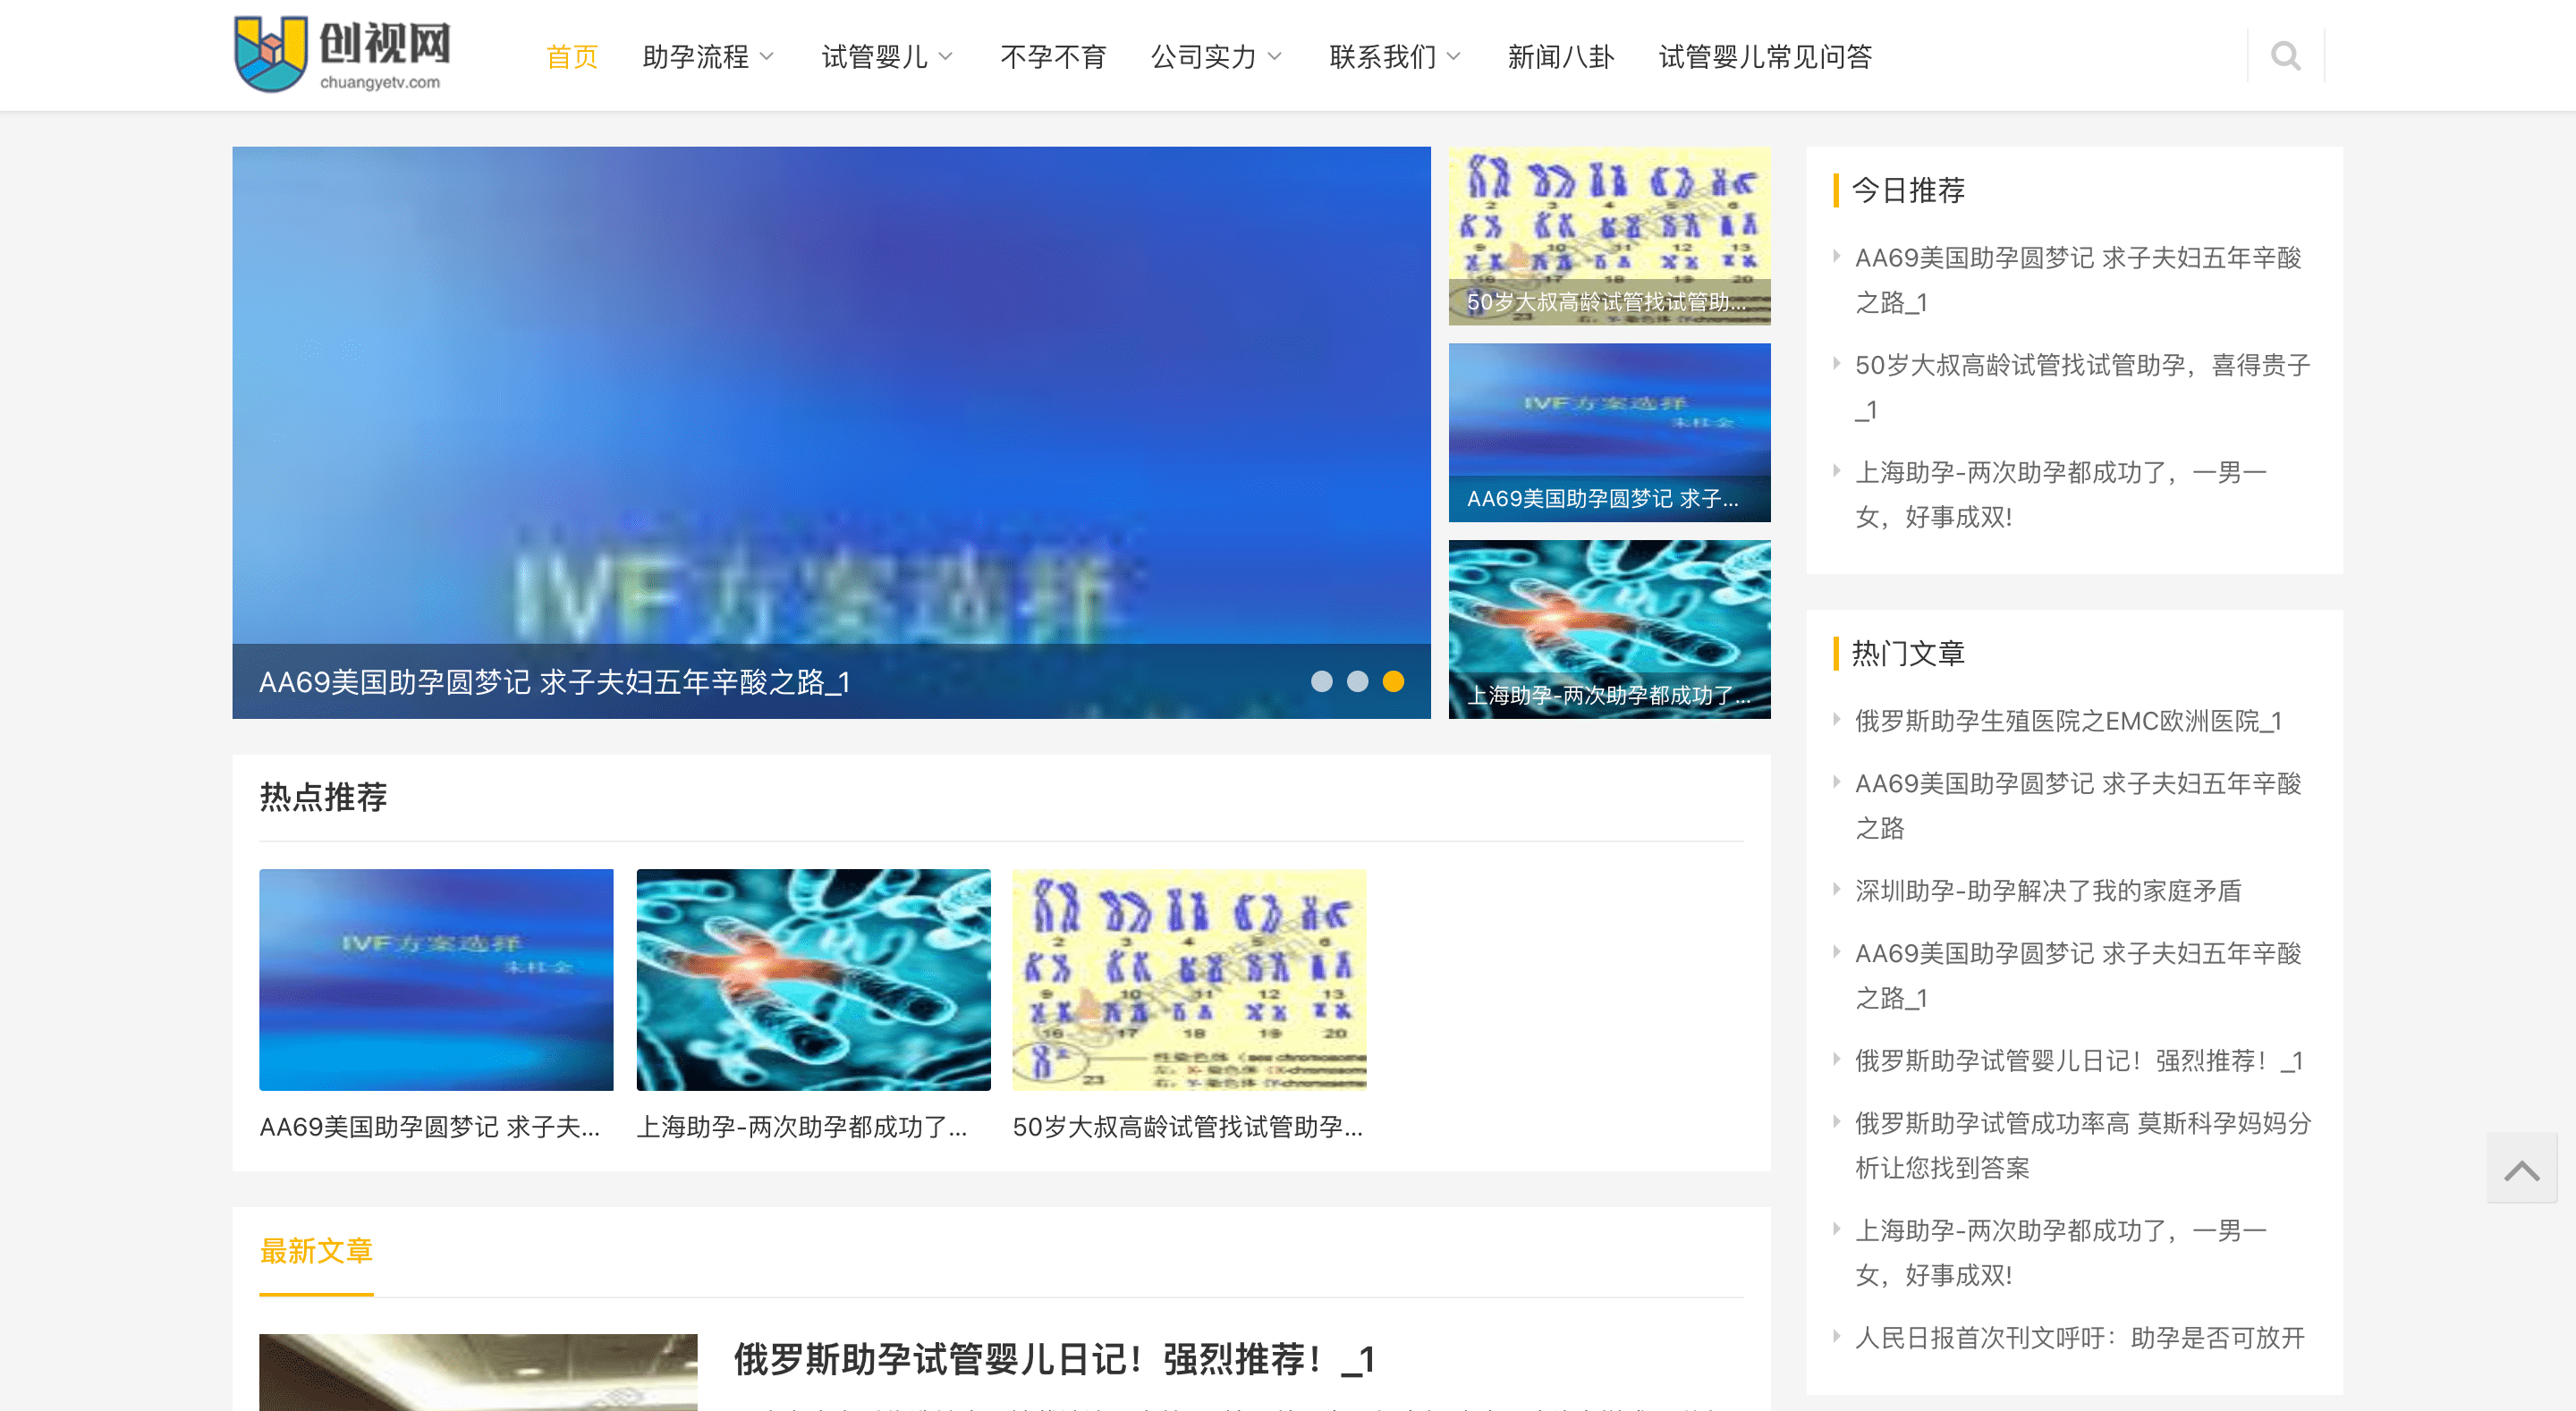 创视网
chuangyetv.com
首页
助孕流程
试管婴儿
不孕不育
公司实力
联系我们
新闻八卦
试管婴儿常见问答
IVF方案选择
AA69美国助孕圆梦记 求子夫妇五年辛酸之路_1
50岁大叔高龄试管找试管助...
IVF方案选择
AA69美国助孕圆梦记 求子...
上海助孕-两次助孕都成功了...
今日推荐
AA69美国助孕圆梦记 求子夫妇五年辛酸
之路_1
50岁大叔高龄试管找试管助孕，喜得贵子
_1
上海助孕-两次助孕都成功了，一男一
女，好事成双!
热点推荐
IVF方案选择
2 3 4 5 6
9 10 11 12 13
16 17 18 19 20
23
AA69美国助孕圆梦记 求子夫...
上海助孕-两次助孕都成功了...
50岁大叔高龄试管找试管助孕...
热门文章
俄罗斯助孕生殖医院之EMC欧洲医院_1
AA69美国助孕圆梦记 求子夫妇五年辛酸
之路
深圳助孕-助孕解决了我的家庭矛盾
AA69美国助孕圆梦记 求子夫妇五年辛酸
之路_1
俄罗斯助孕试管婴儿日记！强烈推荐！_1
俄罗斯助孕试管成功率高 莫斯科孕妈妈分
析让您找到答案
上海助孕-两次助孕都成功了，一男一
女，好事成双!
人民日报首次刊文呼吁：助孕是否可放开
最新文章
俄罗斯助孕试管婴儿日记！强烈推荐！_1